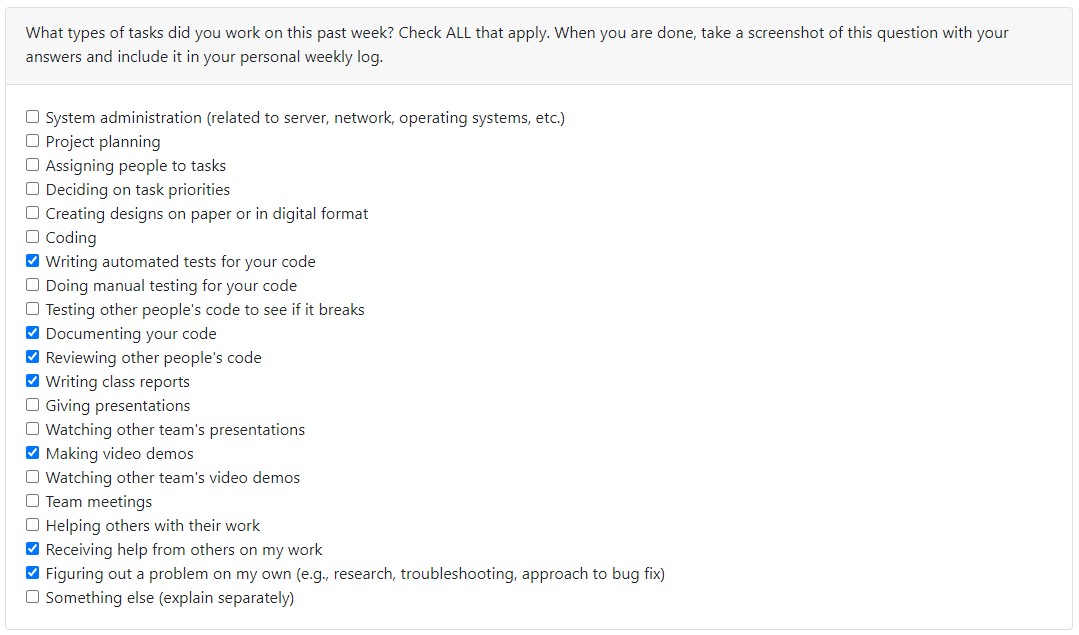 What types of tasks did you work on this past week? Check ALL that apply. When you are done, take a screenshot of this question with your
answers and include it in your personal weekly log.
System administration (related to server, network, operating systems, etc.)
Project planning
Assigning people to tasks
Deciding on task priorities
Creating designs on paper or in digital format
Coding
Writing automated tests for your code
Doing manual testing for your code
Testing other people's code to see if it breaks
Documenting your code
Reviewing other people's code
Writing class reports
Giving presentations
Watching other team's presentations
Making video demos
Watching other team's video demos
Team meetings
Helping others with their work
Receiving help from others on my work
Figuring out a problem on my own (e.g., research, troubleshooting, approach to bug fix)
Something else (explain separately)